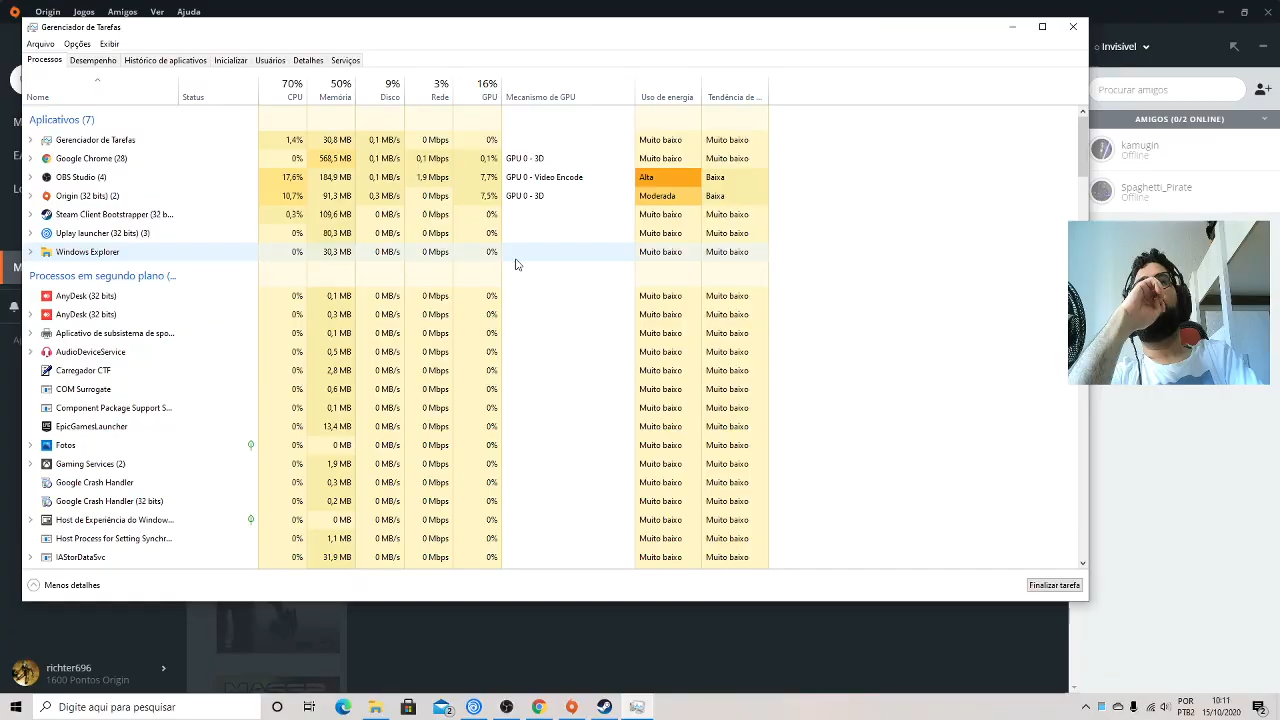 Origin Jogos Amigos Ver Ajuda
Gerenciador de Tarefas
Arquivo Opções Exibir
Processos Desempenho Histórico de aplicativos Inicializar Usuários Detalhes Serviços
70% 50% 9% 3% 16%
Nome Status CPU Memória Disco Rede GPU Mecanismo de GPU Uso de energia Tendência de ...
Aplicativos (7)
Gerenciador de Tarefas 1,4% 30,8 MB 0,1 MB/s 0 Mbps 0% Muito baixo Muito baixo
Google Chrome (28) 0% 568,5 MB 0,1 MB/s 0,1 Mbps 0,1% GPU 0 - 3D Muito baixo Muito baixo
OBS Studio (4) 17,6% 184,9 MB 0,1 MB/s 1,9 Mbps 7,7% GPU 0 - Video Encode Alta Baixa
Origin (32 bits) (2) 10,7% 91,3 MB 0,3 MB/s 0 Mbps 7,5% GPU 0 - 3D Moderada Baixa
Steam Client Bootstrapper (32 b... 0,3% 109,6 MB 0 MB/s 0 Mbps 0% Muito baixo Muito baixo
Uplay launcher (32 bits) (3) 0% 80,3 MB 0 MB/s 0 Mbps 0% Muito baixo Muito baixo
Windows Explorer 0% 30,3 MB 0 MB/s 0 Mbps 0% Muito baixo Muito baixo
Processos em segundo plano (...
AnyDesk (32 bits) 0% 0,1 MB 0 MB/s 0 Mbps 0% Muito baixo Muito baixo
AnyDesk (32 bits) 0% 0,3 MB 0 MB/s 0 Mbps 0% Muito baixo Muito baixo
Aplicativo de subsistema de spo... 0% 0,1 MB 0 MB/s 0 Mbps 0% Muito baixo Muito baixo
AudioDeviceService 0% 0,5 MB 0 MB/s 0 Mbps 0% Muito baixo Muito baixo
Carregador CTF 0% 2,8 MB 0 MB/s 0 Mbps 0% Muito baixo Muito baixo
COM Surrogate 0% 0,6 MB 0 MB/s 0 Mbps 0% Muito baixo Muito baixo
Component Package Support S... 0% 0,1 MB 0 MB/s 0 Mbps 0% Muito baixo Muito baixo
EpicGamesLauncher 0% 13,4 MB 0 MB/s 0 Mbps 0% Muito baixo Muito baixo
Fotos 0% 0 MB 0 MB/s 0 Mbps 0% Muito baixo Muito baixo
Gaming Services (2) 0% 1,9 MB 0 MB/s 0 Mbps 0% Muito baixo Muito baixo
Google Crash Handler 0% 0,3 MB 0 MB/s 0 Mbps 0% Muito baixo Muito baixo
Google Crash Handler (32 bits) 0% 0,2 MB 0 MB/s 0 Mbps 0% Muito baixo Muito baixo
Host de Experiência do Window... 0% 0 MB 0 MB/s 0 Mbps 0% Muito baixo Muito baixo
Host Process for Setting Synchr... 0% 1,1 MB 0 MB/s 0 Mbps 0% Muito baixo Muito baixo
IAStorDataSvc 0% 31,9 MB 0 MB/s 0 Mbps 0% Muito baixo Muito baixo
Menos detalhes
Finalizar tarefa
Invisível
Procurar amigos
AMIGOS (0/2 ONLINE)
kamugin
Offline
Spaghetti_Pirate
Offline
richter696
1600 Pontos Origin
Digite aqui para pesquisar
2
POR
PTB2
10:11
15/10/2020
2